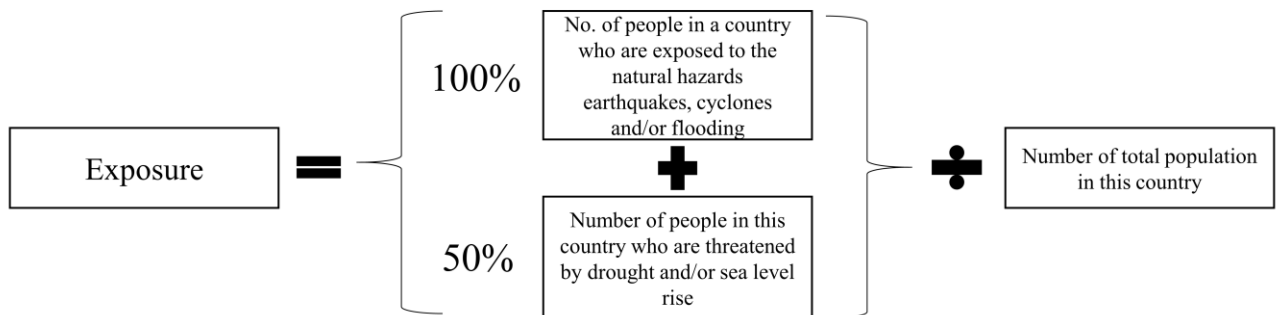 No. of people in a country
who are exposed to the
natural hazards
earthquakes, cyclones
and/or flooding
100%
Exposure
Number of total population
in this country
Number of people in this
country who are threatened
by drought and/or sea level
rise
50%